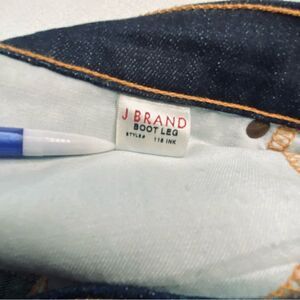 J BRAND
BOOT LEG
STYLE# 118 INK